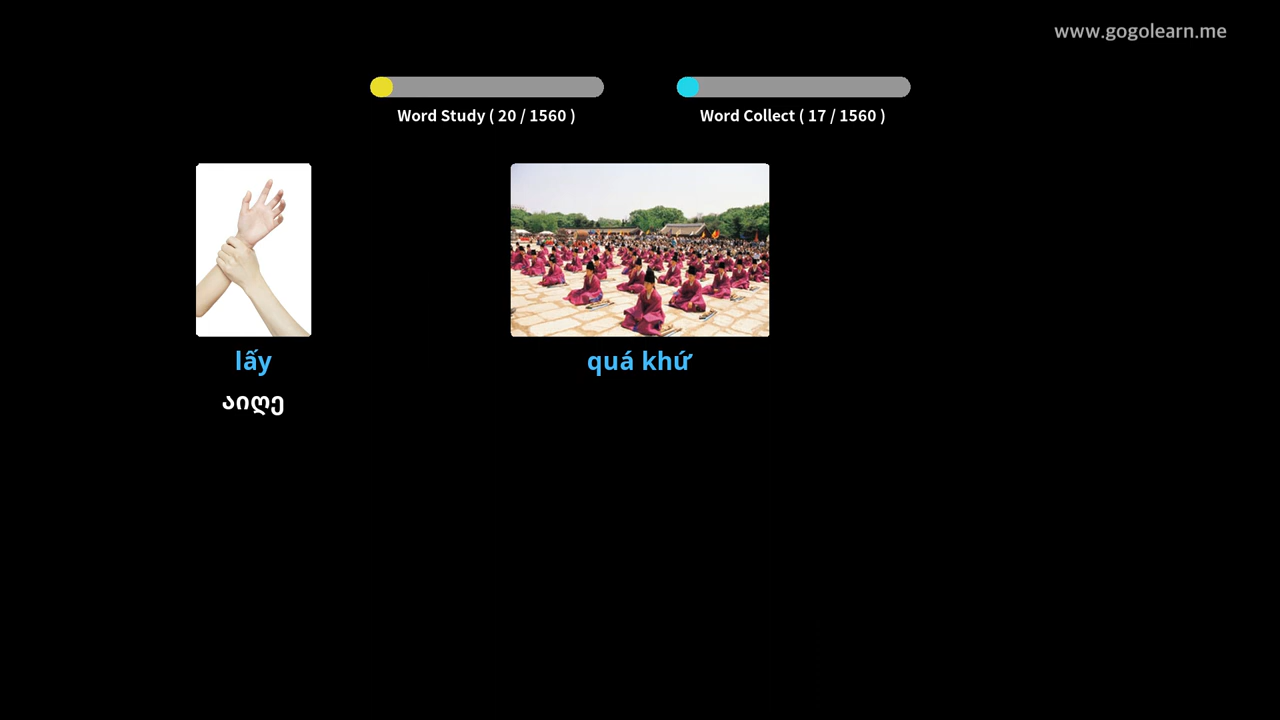 www.gogolearn.me
Word Study ( 20 / 1560 )
Word Collect ( 17 / 1560 )
lấy
quá khứ
აიღე